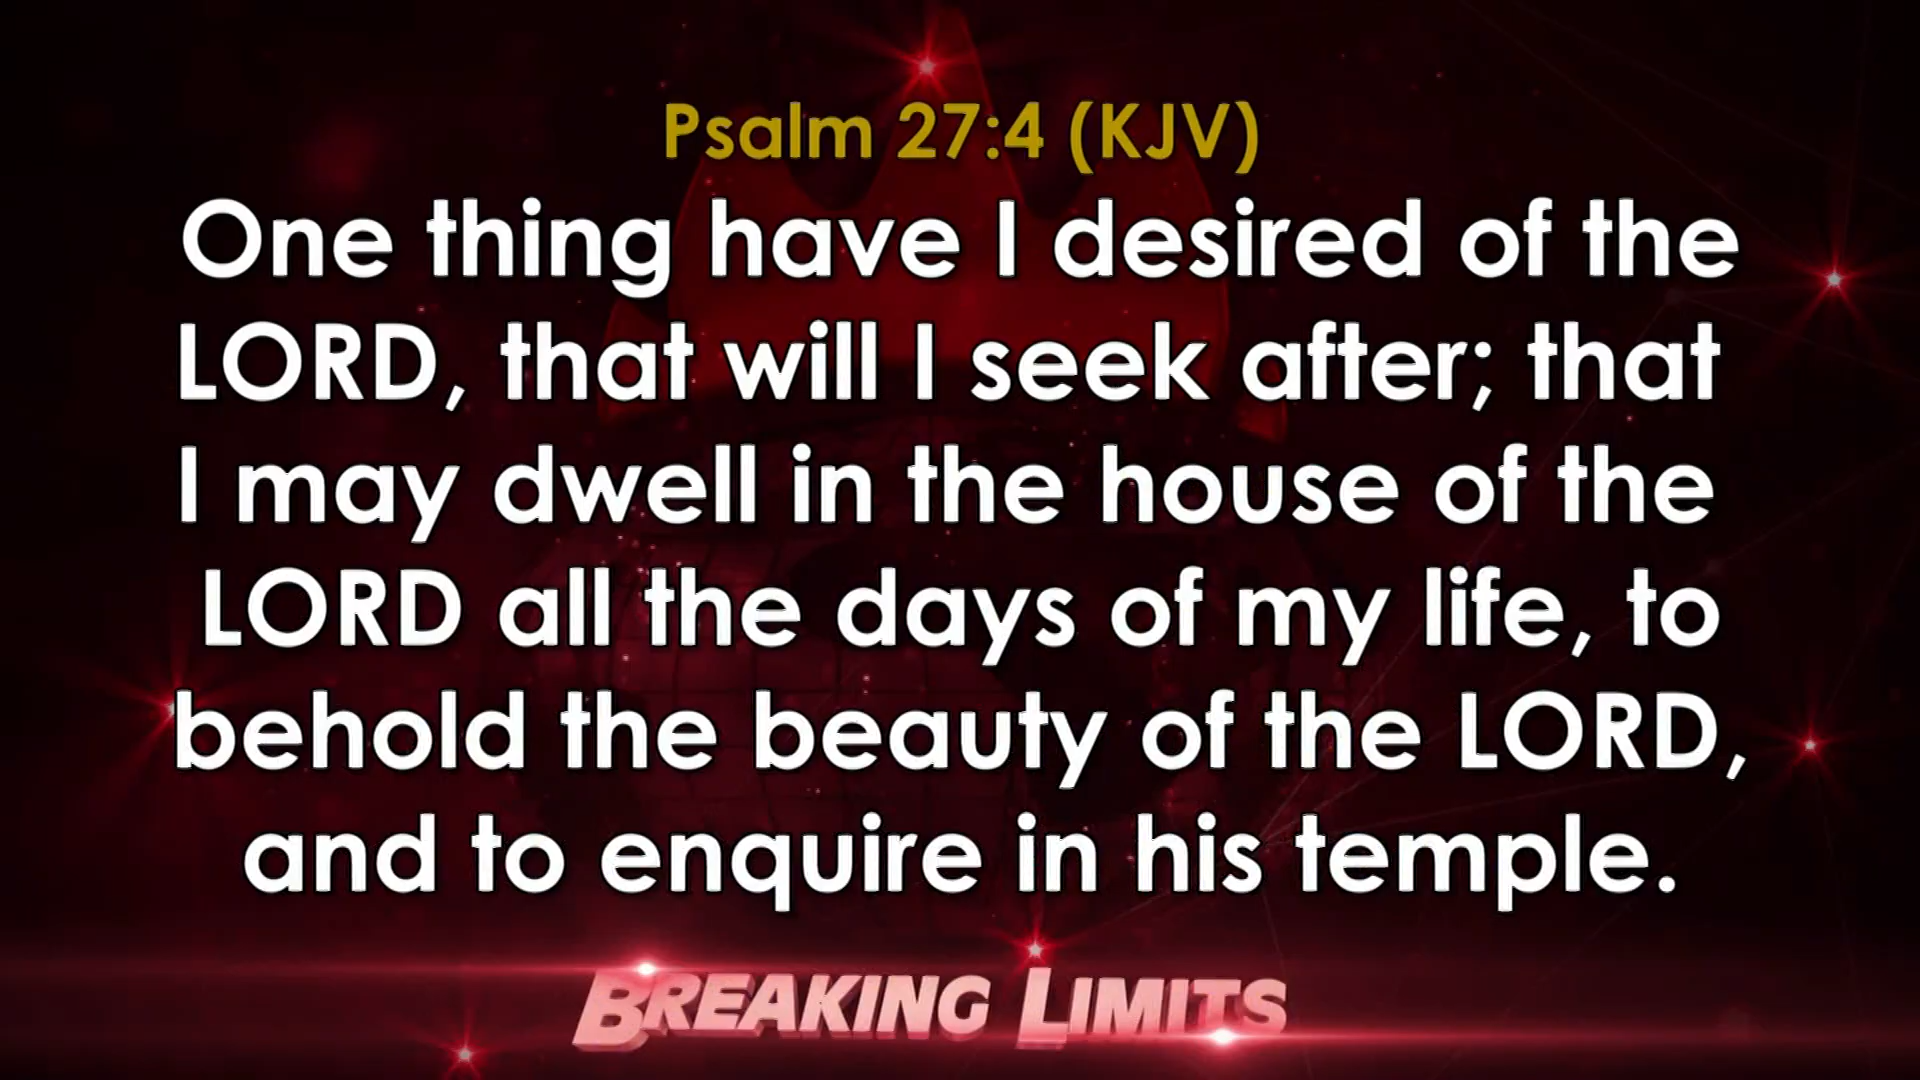 Psalm 27:4 (KJV)
One thing have I desired of the
LORD, that will I seek after; that
I may dwell in the house of the
LORD all the days of my life, to
behold the beauty of the LORD,
and to enquire in his temple.
BREAKING LIMITS